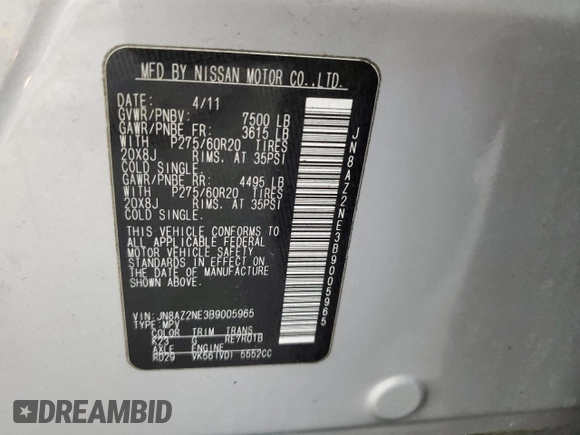 MFD BY NISSAN MOTOR CO.,LTD.
DATE: 4/11
GVWR/PNBV: 7500 LB
GAWR/PNBE FR: 3615 LB
WITH P275/60R20 TIRES
20X8J RIMS. AT 35PSI
COLD SINGLE.
GAWR/PNBE RR: 4495 LB
WITH P275/60R20 TIRES
20X8J RIMS. AT 35PSI
COLD SINGLE.
THIS VEHICLE CONFORMS TO
ALL APPLICABLE FEDERAL
MOTOR VEHICLE SAFETY
STANDARDS IN EFFECT ON
THE DATE OF MANUFACTURE
SHOWN ABOVE.
VIN: JN8AZ2NE3B9005965
TYPE: MPV
COLOR TRIM TRANS
K23 G RE7R01B
AXLE ENGINE
RD29 VK56(VD) 5552CC
JN8AZ2NE3B9005965
DREAMBID